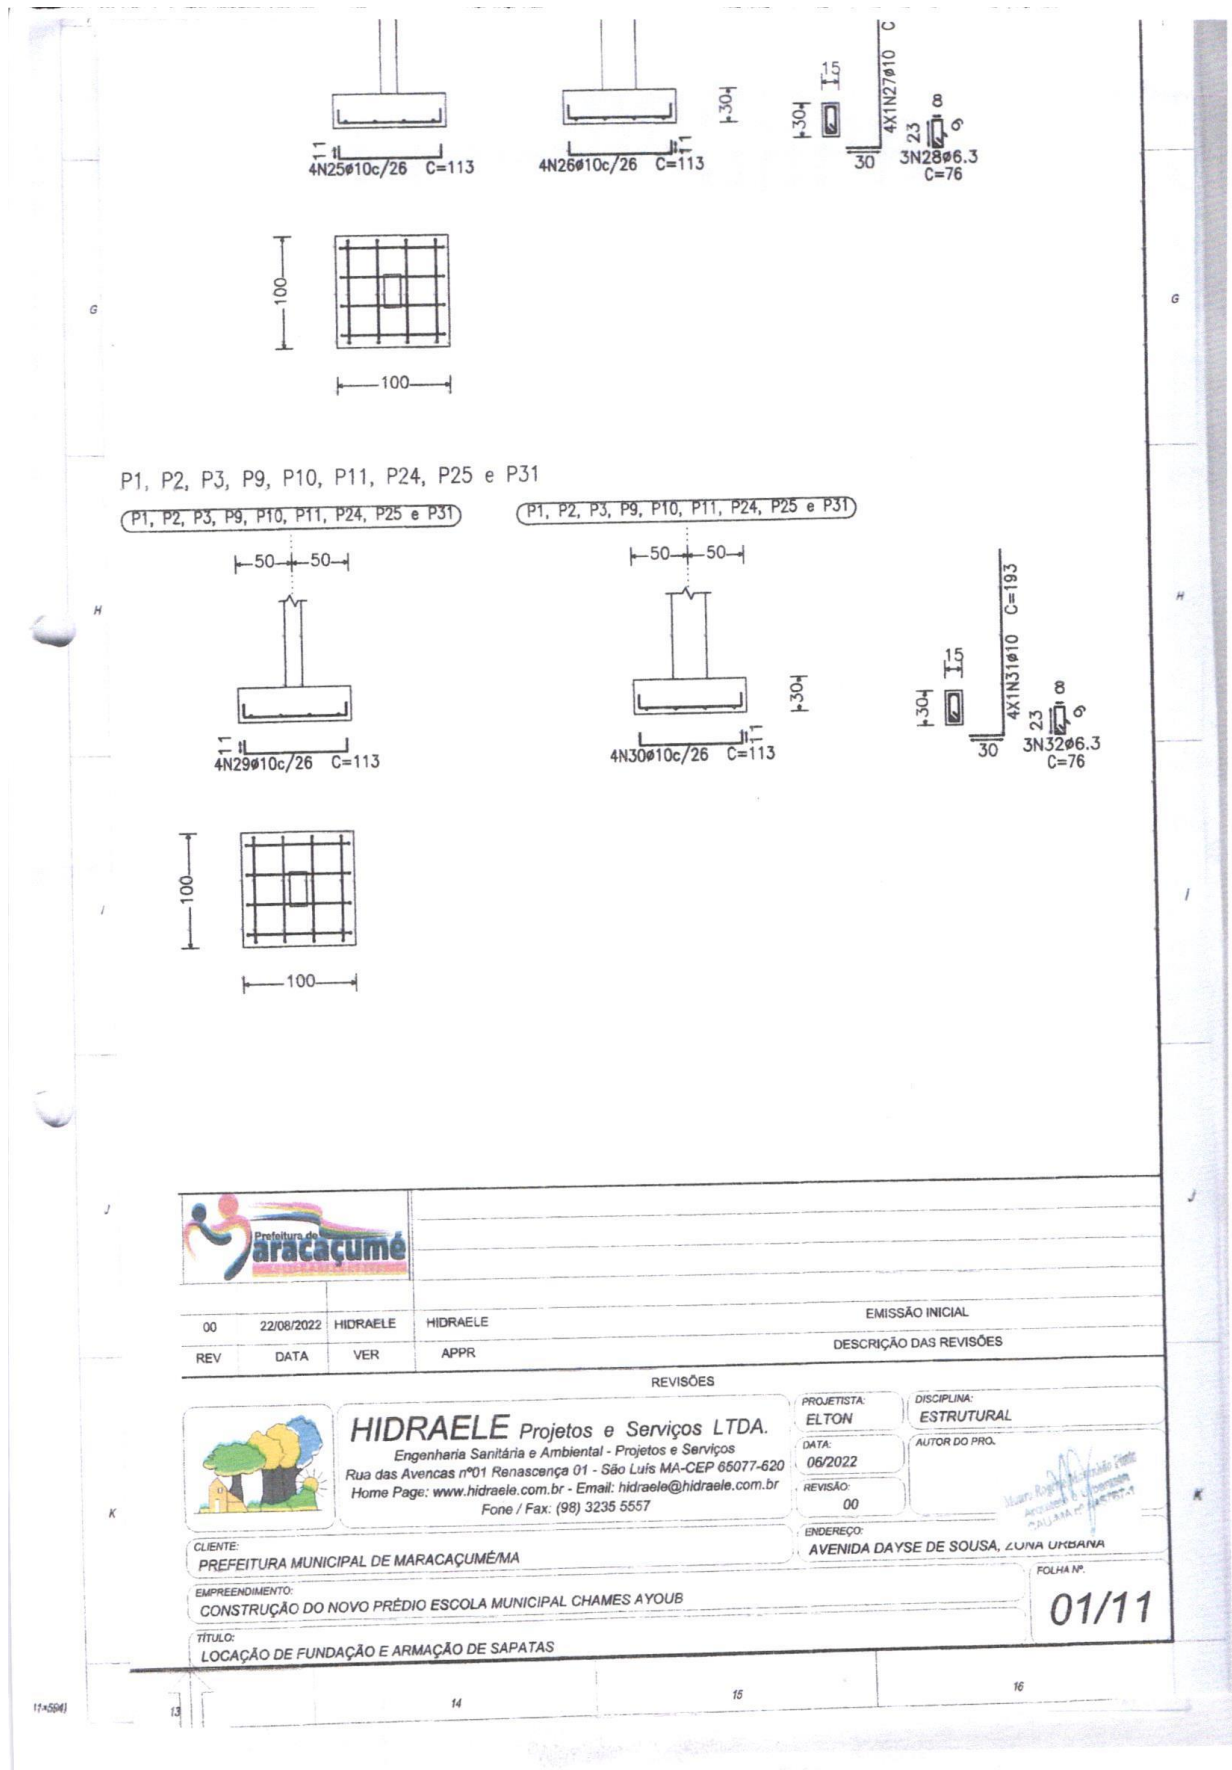 15
30
30
4X1N27ø10 C
8
23
9
30
3N28ø6.3
C=76
11
4N25ø10c/26 C=113
11
4N26ø10c/26 C=113
100
100
G
G
P1, P2, P3, P9, P10, P11, P24, P25 e P31
(P1, P2, P3, P9, P10, P11, P24, P25 e P31)
(P1, P2, P3, P9, P10, P11, P24, P25 e P31)
50 50
50 50
H
H
30
15
30
4X1N31ø10 C=193
8
23
9
30
3N32ø6.3
C=76
11
4N29ø10c/26 C=113
11
4N30ø10c/26 C=113
100
100
I
I
J
J
Prefeitura de
aracaçumé
00 22/08/2022 HIDRAELE HIDRAELE EMISSÃO INICIAL
REV DATA VER APPR DESCRIÇÃO DAS REVISÕES
REVISÕES
HIDRAELE Projetos e Serviços LTDA.
Engenharia Sanitária e Ambiental - Projetos e Serviços
Rua das Avencas nº01 Renascença 01 - São Luis MA-CEP 65077-620
Home Page: www.hidraele.com.br - Email: hidraele@hidraele.com.br
Fone / Fax: (98) 3235 5557
PROJETISTA:
ELTON
DISCIPLINA:
ESTRUTURAL
DATA:
06/2022
AUTOR DO PRO.
REVISÃO:
00
K
K
CLIENTE:
PREFEITURA MUNICIPAL DE MARACAÇUMÉ/MA
ENDEREÇO:
AVENIDA DAYSE DE SOUSA, ZONA URBANA
EMPREENDIMENTO:
CONSTRUÇÃO DO NOVO PRÉDIO ESCOLA MUNICIPAL CHAMES AYOUB
FOLHA Nº.
01/11
TÍTULO:
LOCAÇÃO DE FUNDAÇÃO E ARMAÇÃO DE SAPATAS
13
14
15
16